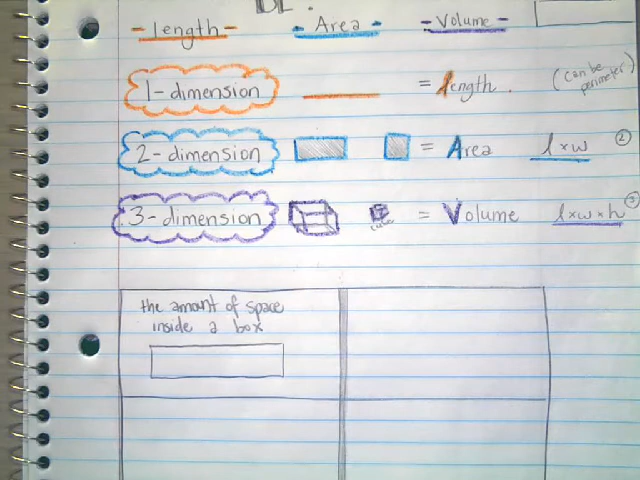 DL:
- Length - - Area - - Volume -
1-dimension = length. (can be perimeter)
2-dimension = Area l x w ②
3-dimension = Volume l x w x h ③
the amount of space
inside a box